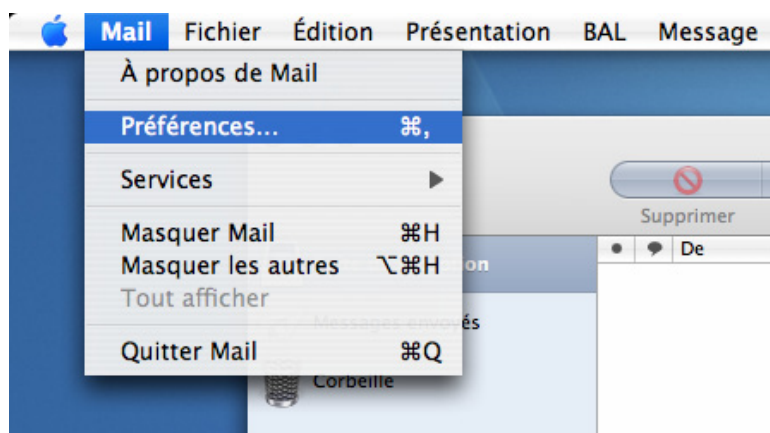 Mail Fichier Édition Présentation BAL Message
À propos de Mail
Préférences... ⌘,
Services ▶
Masquer Mail ⌘H
Masquer les autres ⌥⌘H
Tout afficher
Quitter Mail ⌘Q
Supprimer
De
Messages envoyés
Corbeille